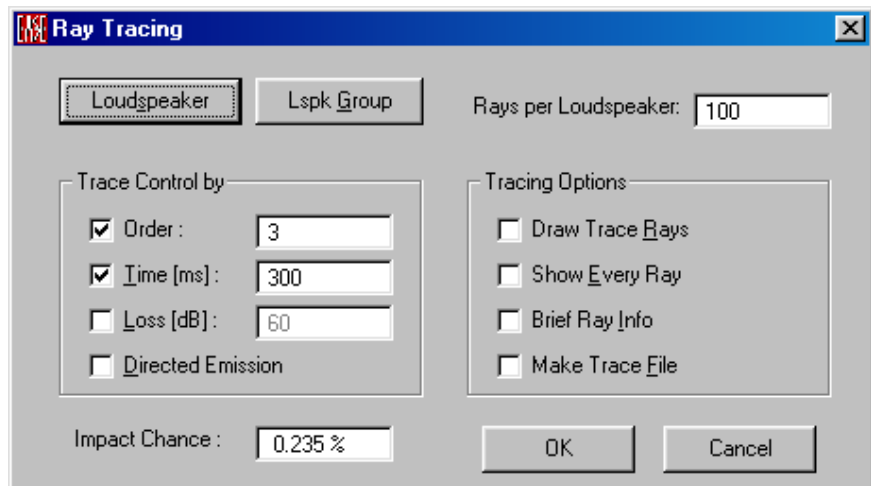 EASE Ray Tracing
Loudspeaker
Lspk Group
Rays per Loudspeaker: 100
Trace Control by
Order : 3
Time [ms] : 300
Loss [dB] : 60
Directed Emission
Tracing Options
Draw Trace Rays
Show Every Ray
Brief Ray Info
Make Trace File
Impact Chance : 0.235 %
OK
Cancel